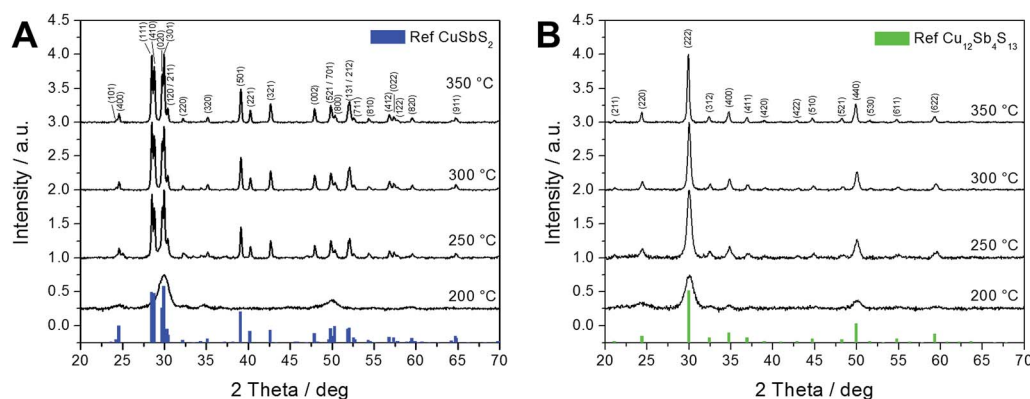 A
Ref CuSbS₂
4.5
4.0
3.5
3.0
2.5
2.0
1.5
1.0
0.5
0.0
Intensity / a.u.
(101)
(400)
(111)
(410)
(020)
(301)
(120 / 211)
(220)
(320)
(501)
(221)
(321)
(002)
(521 / 701)
(800)
(131 / 212)
(711)
(810)
(412)
(022)
(122)
(620)
(911)
350 °C
300 °C
250 °C
200 °C
20 25 30 35 40 45 50 55 60 65 70
2 Theta / deg
B
Ref Cu₁₂Sb₄S₁₃
4.5
4.0
3.5
3.0
2.5
2.0
1.5
1.0
0.5
0.0
Intensity / a.u.
(211)
(220)
(222)
(312)
(400)
(411)
(420)
(422)
(510)
(521)
(440)
(530)
(611)
(622)
350 °C
300 °C
250 °C
200 °C
20 25 30 35 40 45 50 55 60 65 70
2 Theta / deg